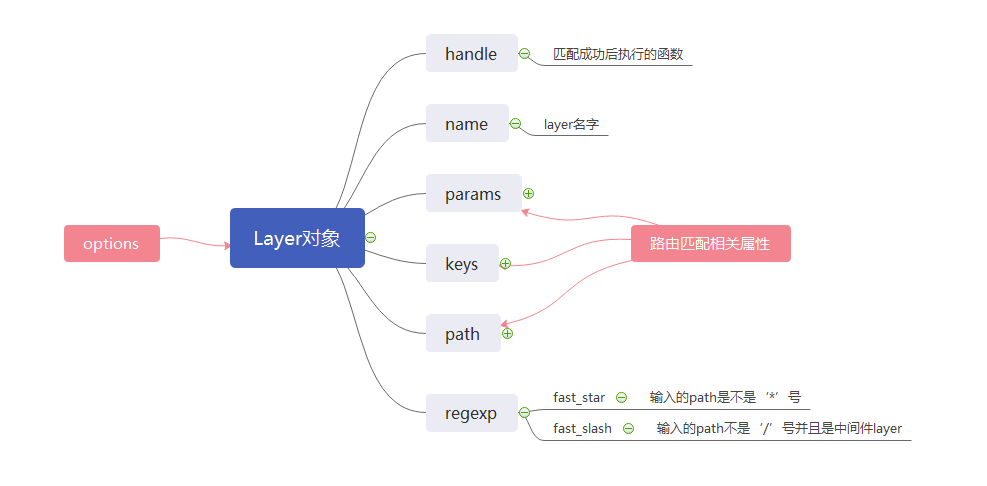 handle
匹配成功后执行的函数
name
layer名字
params
options
Layer对象
路由匹配相关属性
keys
path
regexp
fast_star
输入的path是不是‘*’号
fast_slash
输入的path不是‘/’号并且是中间件layer